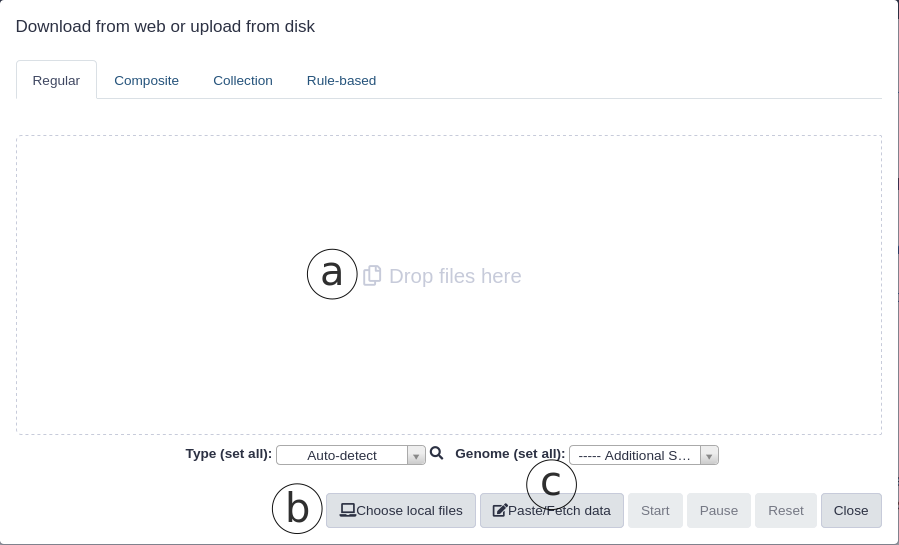 Download from web or upload from disk
Regular Composite Collection Rule-based
a Drop files here
Type (set all): Auto-detect Genome (set all): ----- Additional S...
b Choose local files c Paste/Fetch data Start Pause Reset Close